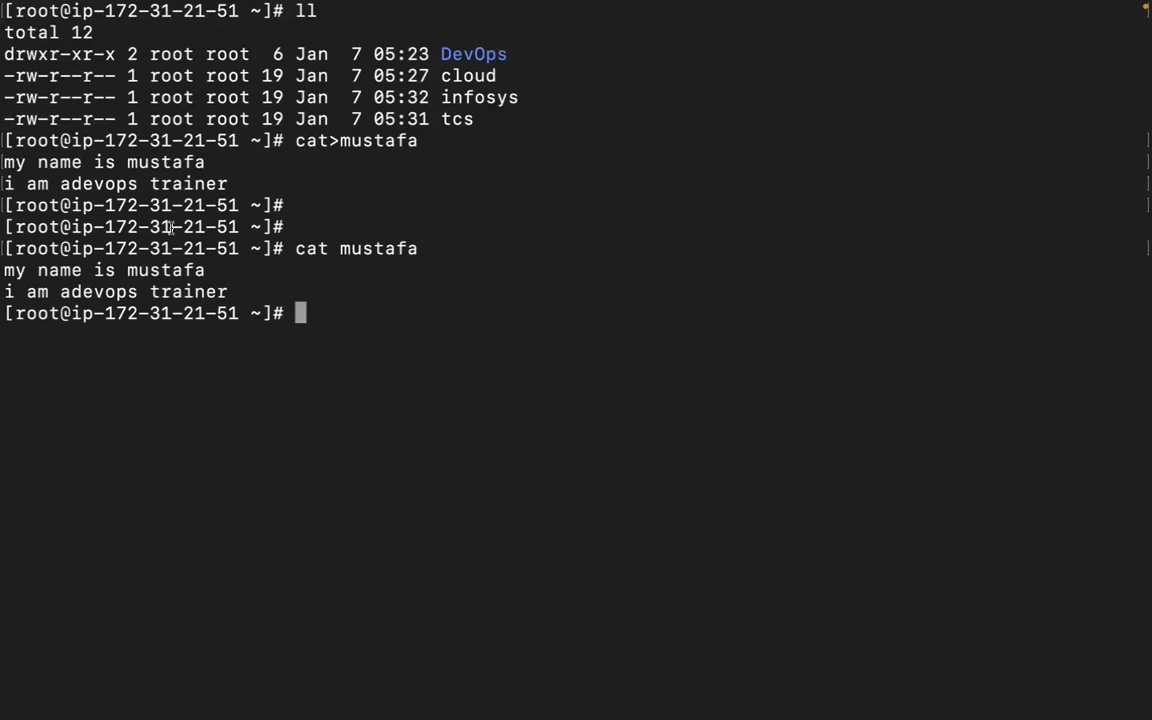 [root@ip-172-31-21-51 ~]# ll
total 12
drwxr-xr-x 2 root root  6 Jan  7 05:23 DevOps
-rw-r--r-- 1 root root 19 Jan  7 05:27 cloud
-rw-r--r-- 1 root root 19 Jan  7 05:32 infosys
-rw-r--r-- 1 root root 19 Jan  7 05:31 tcs
[root@ip-172-31-21-51 ~]# cat>mustafa
my name is mustafa
i am adevops trainer
[root@ip-172-31-21-51 ~]#
[root@ip-172-31-21-51 ~]#
[root@ip-172-31-21-51 ~]# cat mustafa
my name is mustafa
i am adevops trainer
[root@ip-172-31-21-51 ~]#